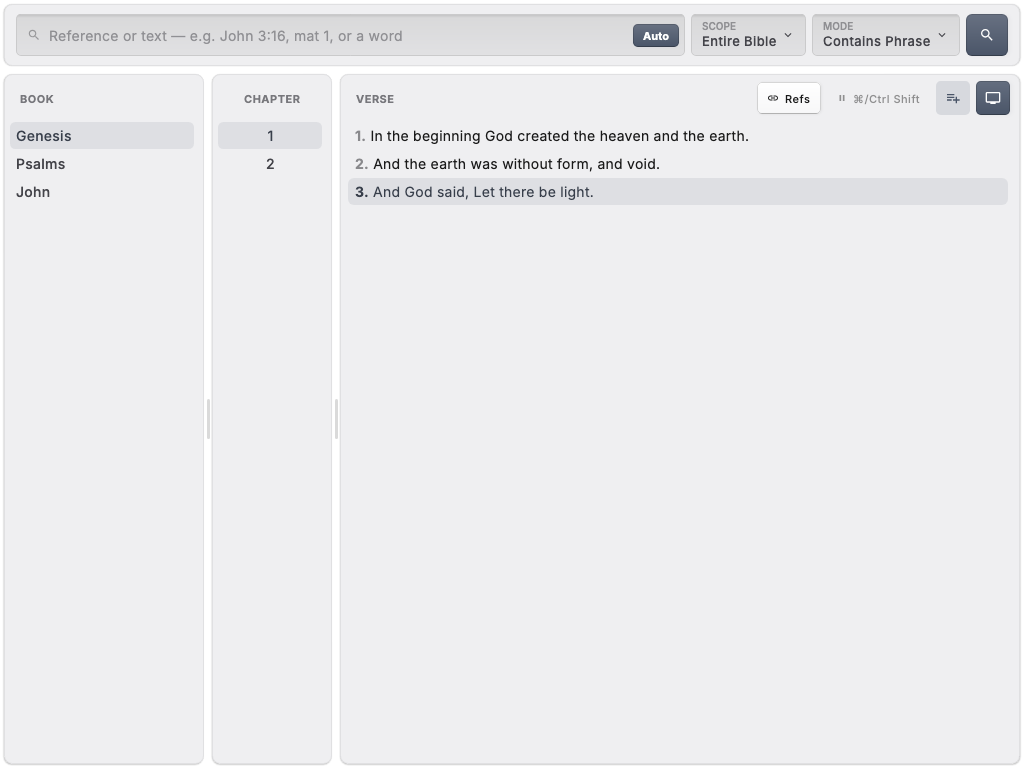 Reference or text — e.g. John 3:16, mat 1, or a word
Auto
SCOPE
Entire Bible
MODE
Contains Phrase
BOOK
Genesis
Psalms
John
CHAPTER
1
2
VERSE
Refs
⌘/Ctrl Shift
1. In the beginning God created the heaven and the earth.
2. And the earth was without form, and void.
3. And God said, Let there be light.